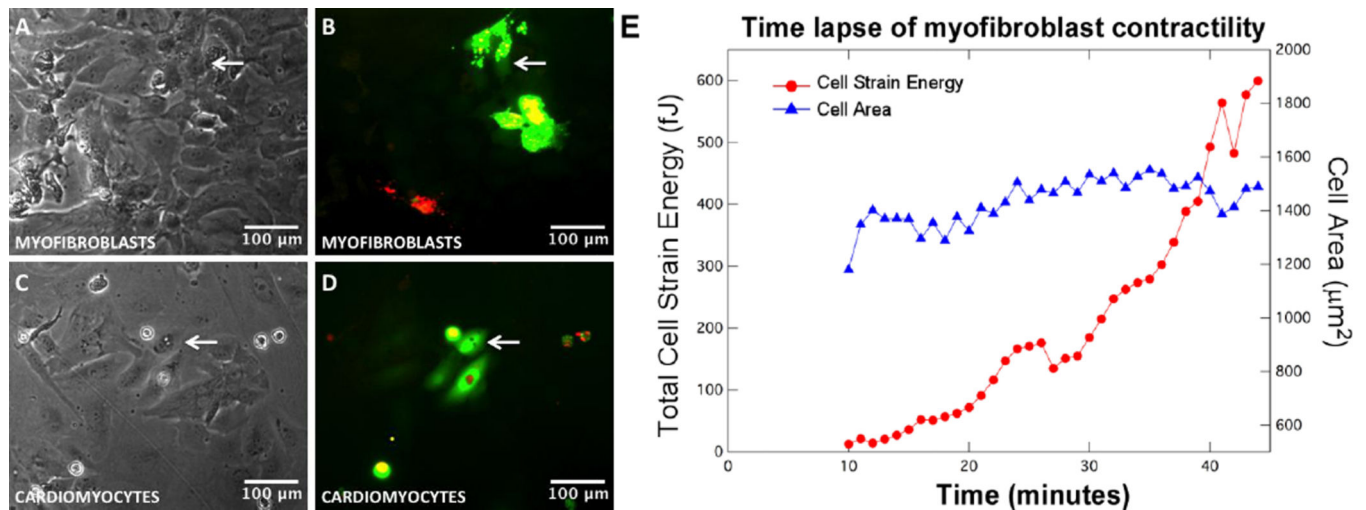 A
MYOFIBROBLASTS
100 μm
B
MYOFIBROBLASTS
100 μm
C
CARDIOMYOCYTES
100 μm
D
CARDIOMYOCYTES
100 μm
E
Time lapse of myofibroblast contractility
Total Cell Strain Energy (fJ)
600
500
400
300
200
100
0
Cell Strain Energy
Cell Area
2000
1800
1600
1400
1200
1000
800
600
Cell Area (μm²)
0
10
20
30
40
Time (minutes)